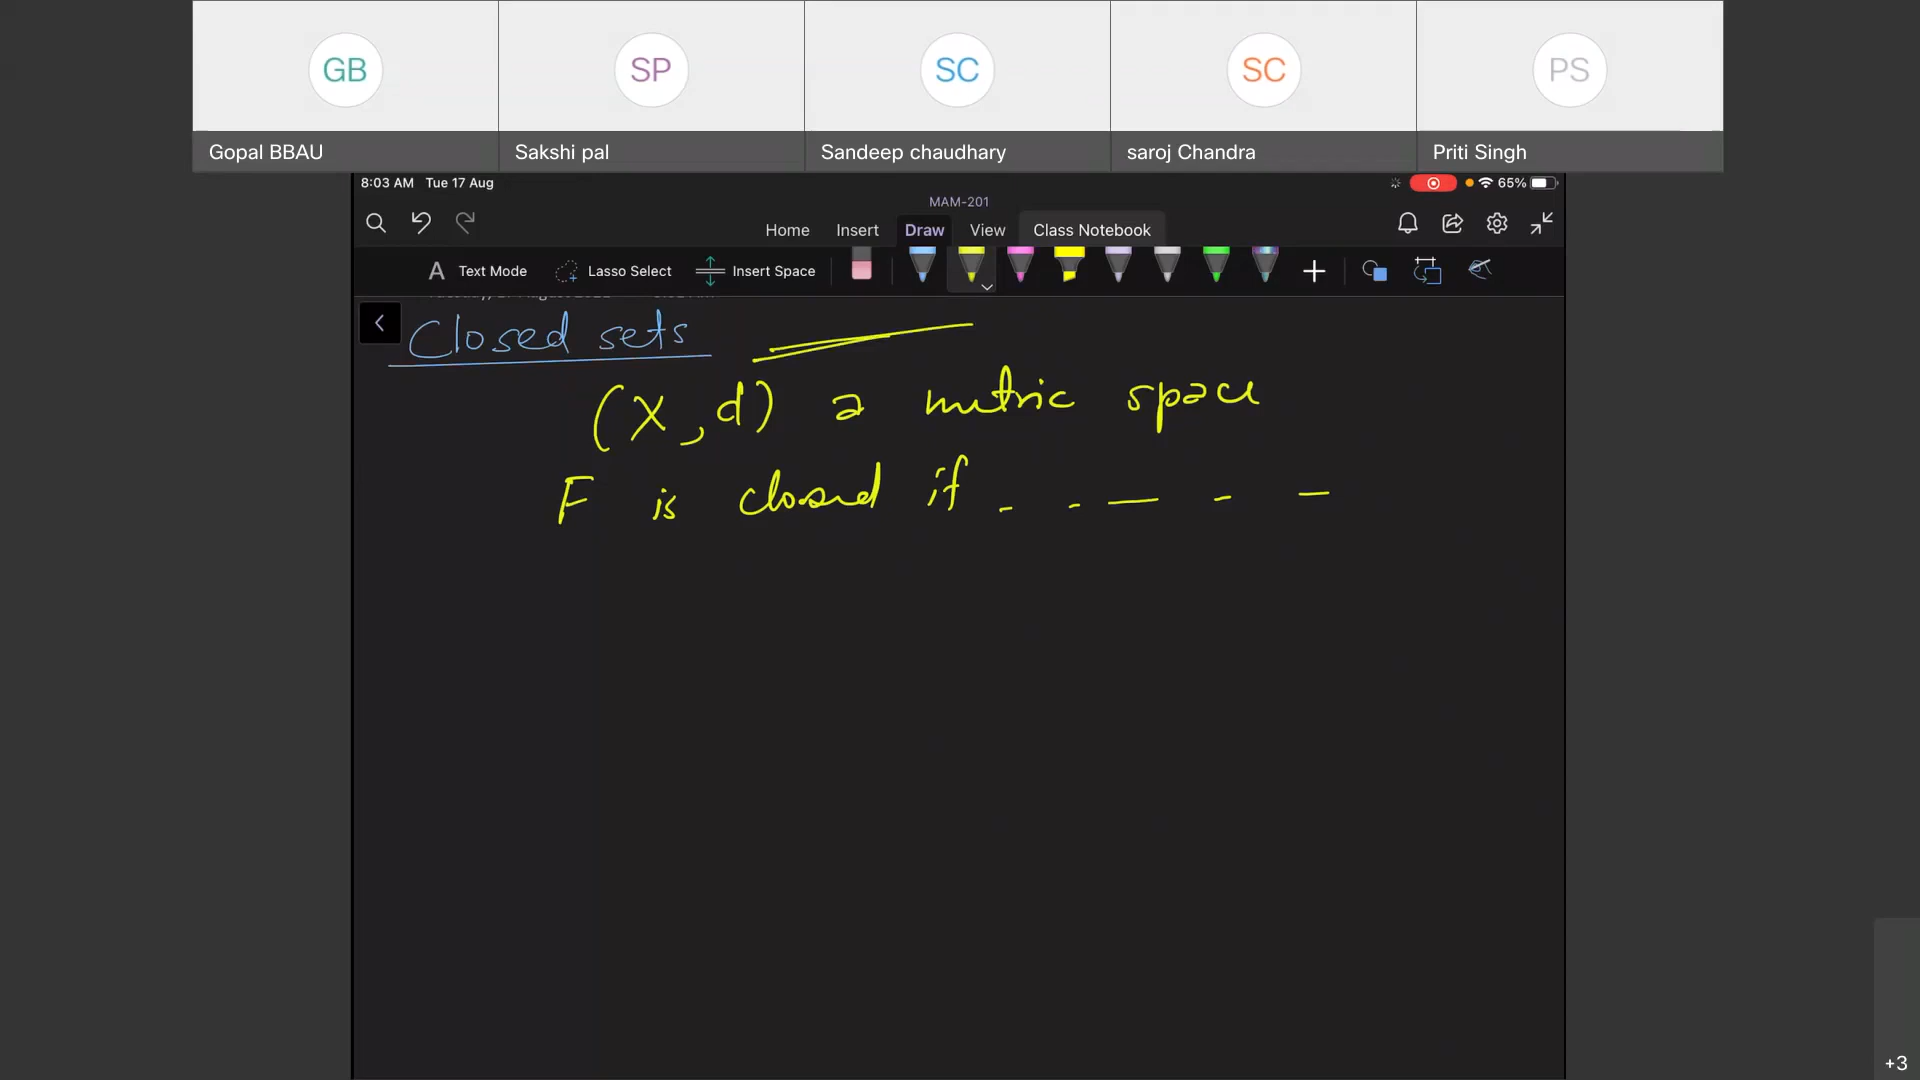 GB SP SC SC PS
Gopal BBAU Sakshi pal Sandeep chaudhary saroj Chandra Priti Singh
8:03 AM Tue 17 Aug 65%
MAM-201
Home Insert Draw View Class Notebook
A Text Mode Lasso Select Insert Space
Closed sets
(X, d) a metric space
F is closed if . . — - —
+3